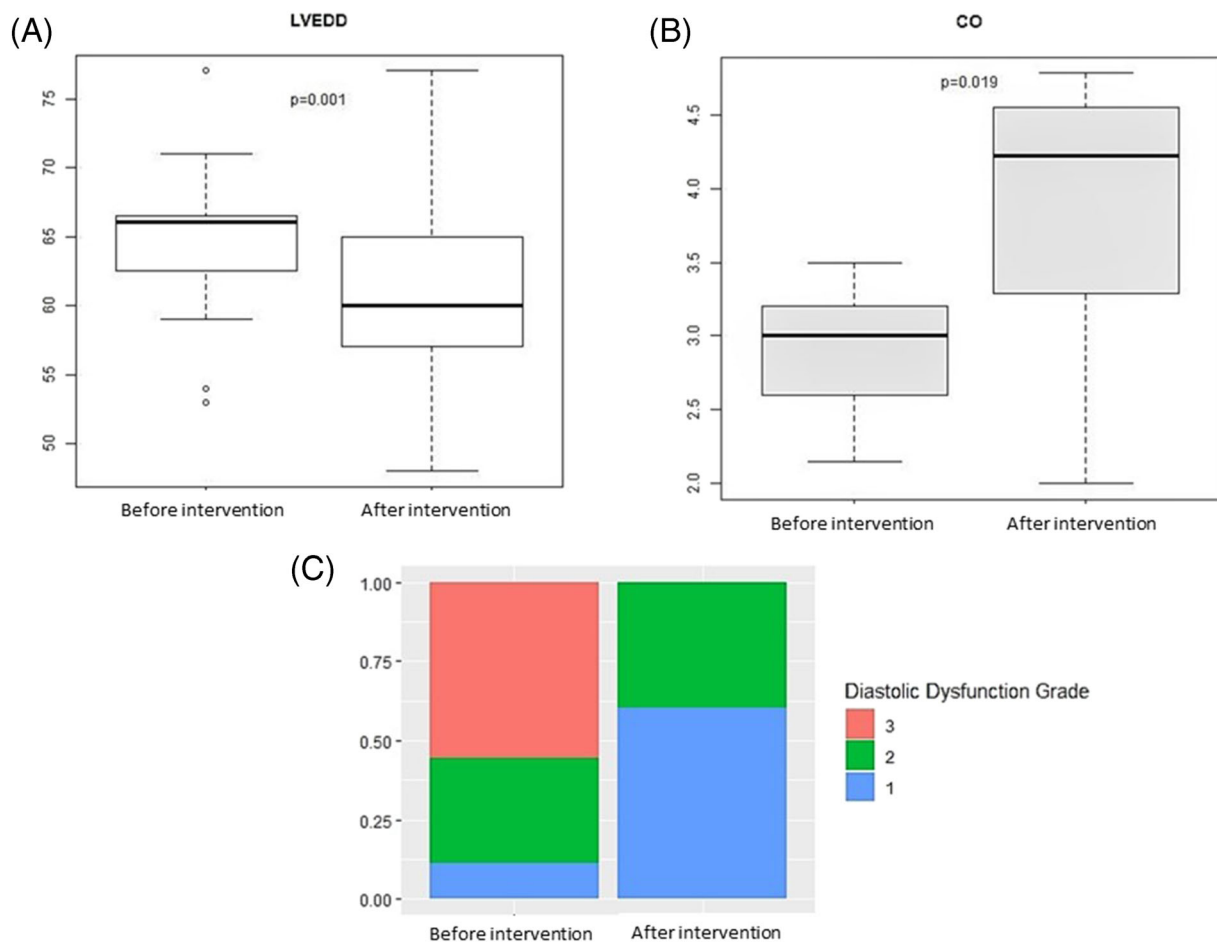 (A)
LVEDD
p=0.001
75
70
65
60
55
50
Before intervention
After intervention
(B)
CO
p=0.019
4.5
4.0
3.5
3.0
2.5
2.0
Before intervention
After intervention
(C)
1.00
0.75
0.50
0.25
0.00
Before intervention
After intervention
Diastolic Dysfunction Grade
3
2
1